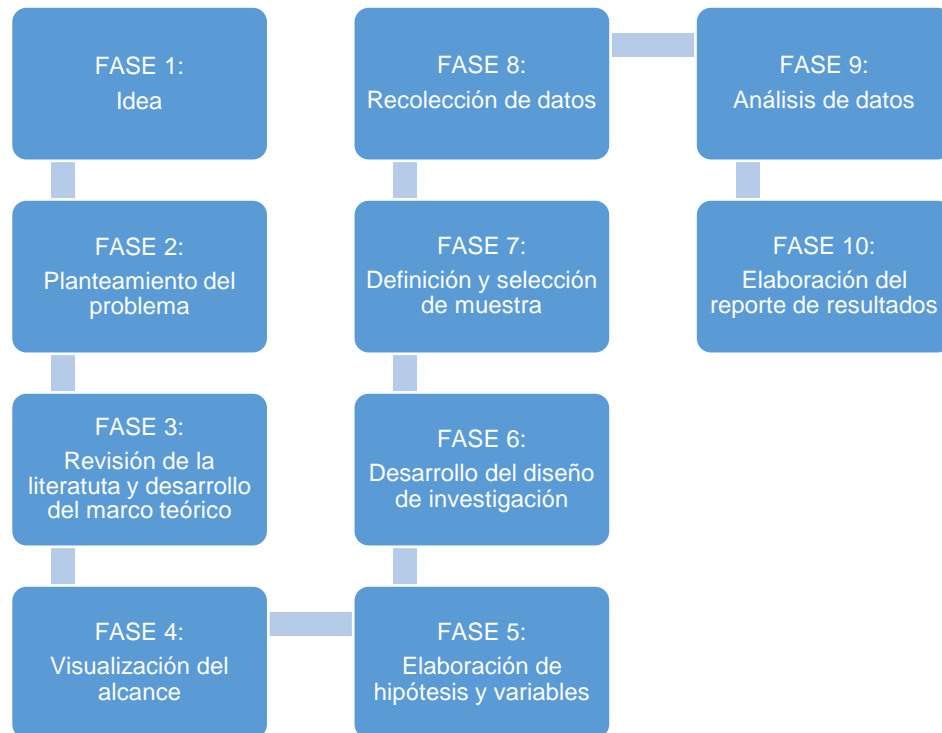 FASE 1:
Idea
FASE 2:
Planteamiento del
problema
FASE 3:
Revisión de la
literatuta y desarrollo
del marco teórico
FASE 4:
Visualización del
alcance
FASE 5:
Elaboración de
hipótesis y variables
FASE 6:
Desarrollo del diseño
de investigación
FASE 7:
Definición y selección
de muestra
FASE 8:
Recolección de datos
FASE 9:
Análisis de datos
FASE 10:
Elaboración del
reporte de resultados